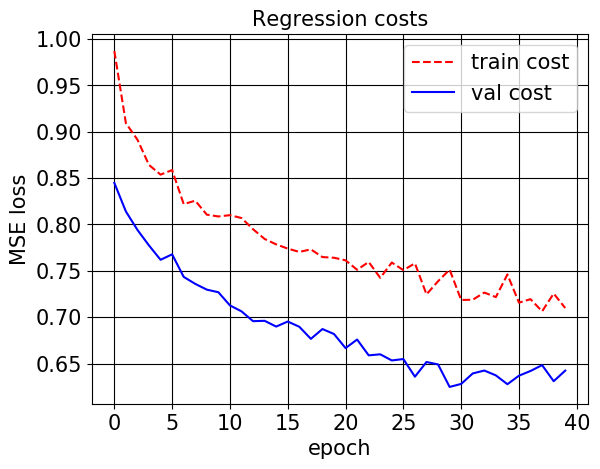 Regression costs
train cost
val cost
MSE loss
1.00
0.95
0.90
0.85
0.80
0.75
0.70
0.65
0 5 10 15 20 25 30 35 40
epoch